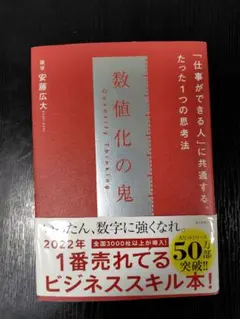 「仕事ができる人」に共通する、
たった1つの思考法
識学 安藤広大
数値化の鬼
Quantity Thinking
いったん、数字に強くなれ。
2022年
全国3000社以上が導入!
1番売れてる
ビジネススキル本!
50万部
突破!!